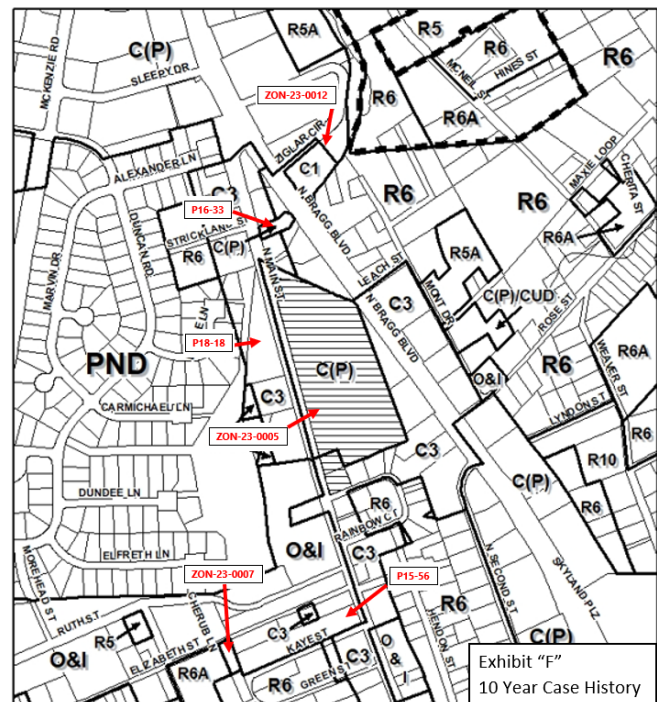 R5A
R5
R6
C(P)
MCKENZIE RD
SLEEPY DR
MCNEIL ST
HINES ST
ZON-23-0012
R6
R6A
ZIGLAR CIR
ALEXANDER LN
C1
MAXIE LOOP
CHERITA ST
C3
N BRAGG BLVD
R6
R6
P16-33
STRICKLAND ST
DUNCAN RD
R6
C(P)
N MAIN ST
LEACH ST
R5A
R6A
MARVIN DR
E LN
C3
MONT DR
C(P)/CUD
ROSE ST
N BRAGG BLVD
P18-18
PND
C(P)
R6
WEAVER ST
R6A
O&I
CARMICHAEL LN
C3
LYNDON ST
ZON-23-0005
C3
R6
R10
C(P)
DUNDEE LN
R6
R6
RAINBOW CT
O&I
ELFRETH LN
C3
N SECOND ST
SKYLAND PLZ
ZON-23-0007
P15-56
MOREHEAD ST
RUTH ST
CHERUB LN
R6
HENDON ST
R5
C3
KAYE ST
C(P)
O&I
ELIZABETH ST
R6A
R6
GREEN ST
C3
O
&
I
Exhibit “F”
10 Year Case History